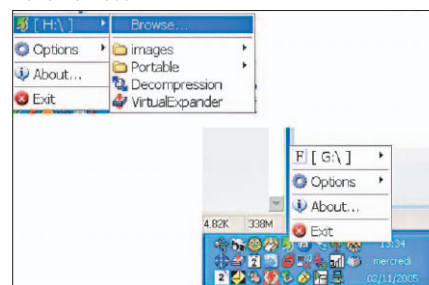 [ H:\ ]
Browse...
Options
images
Portable
About...
Decompression
Exit
VirtualExpander
F [ G:\ ]
Options
About...
4.82K 338M
Exit
13:34
mercredi
02/11/2005